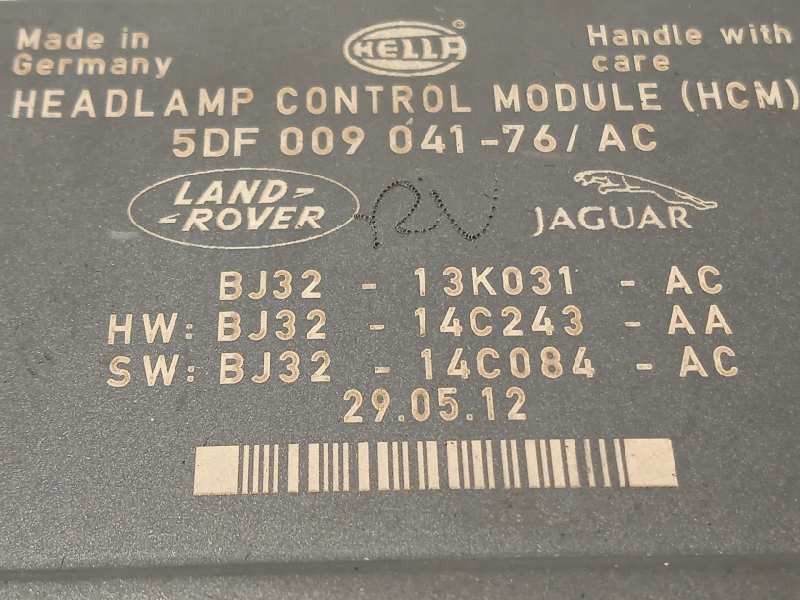 Made in
Germany
HELLA
Handle with
care
HEADLAMP CONTROL MODULE (HCM)
5DF 009 041-76/AC
LAND
ROVER
RV
JAGUAR
BJ32 - 13K031 - AC
HW: BJ32 - 14C243 - AA
SW: BJ32 - 14C084 - AC
29.05.12